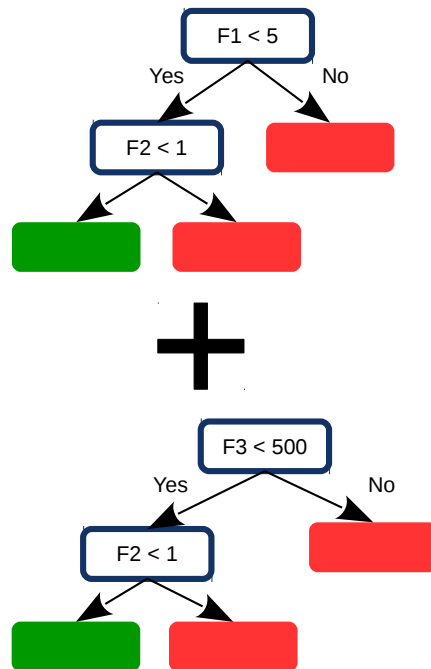 F1 < 5
Yes
No
F2 < 1
F3 < 500
Yes
No
F2 < 1